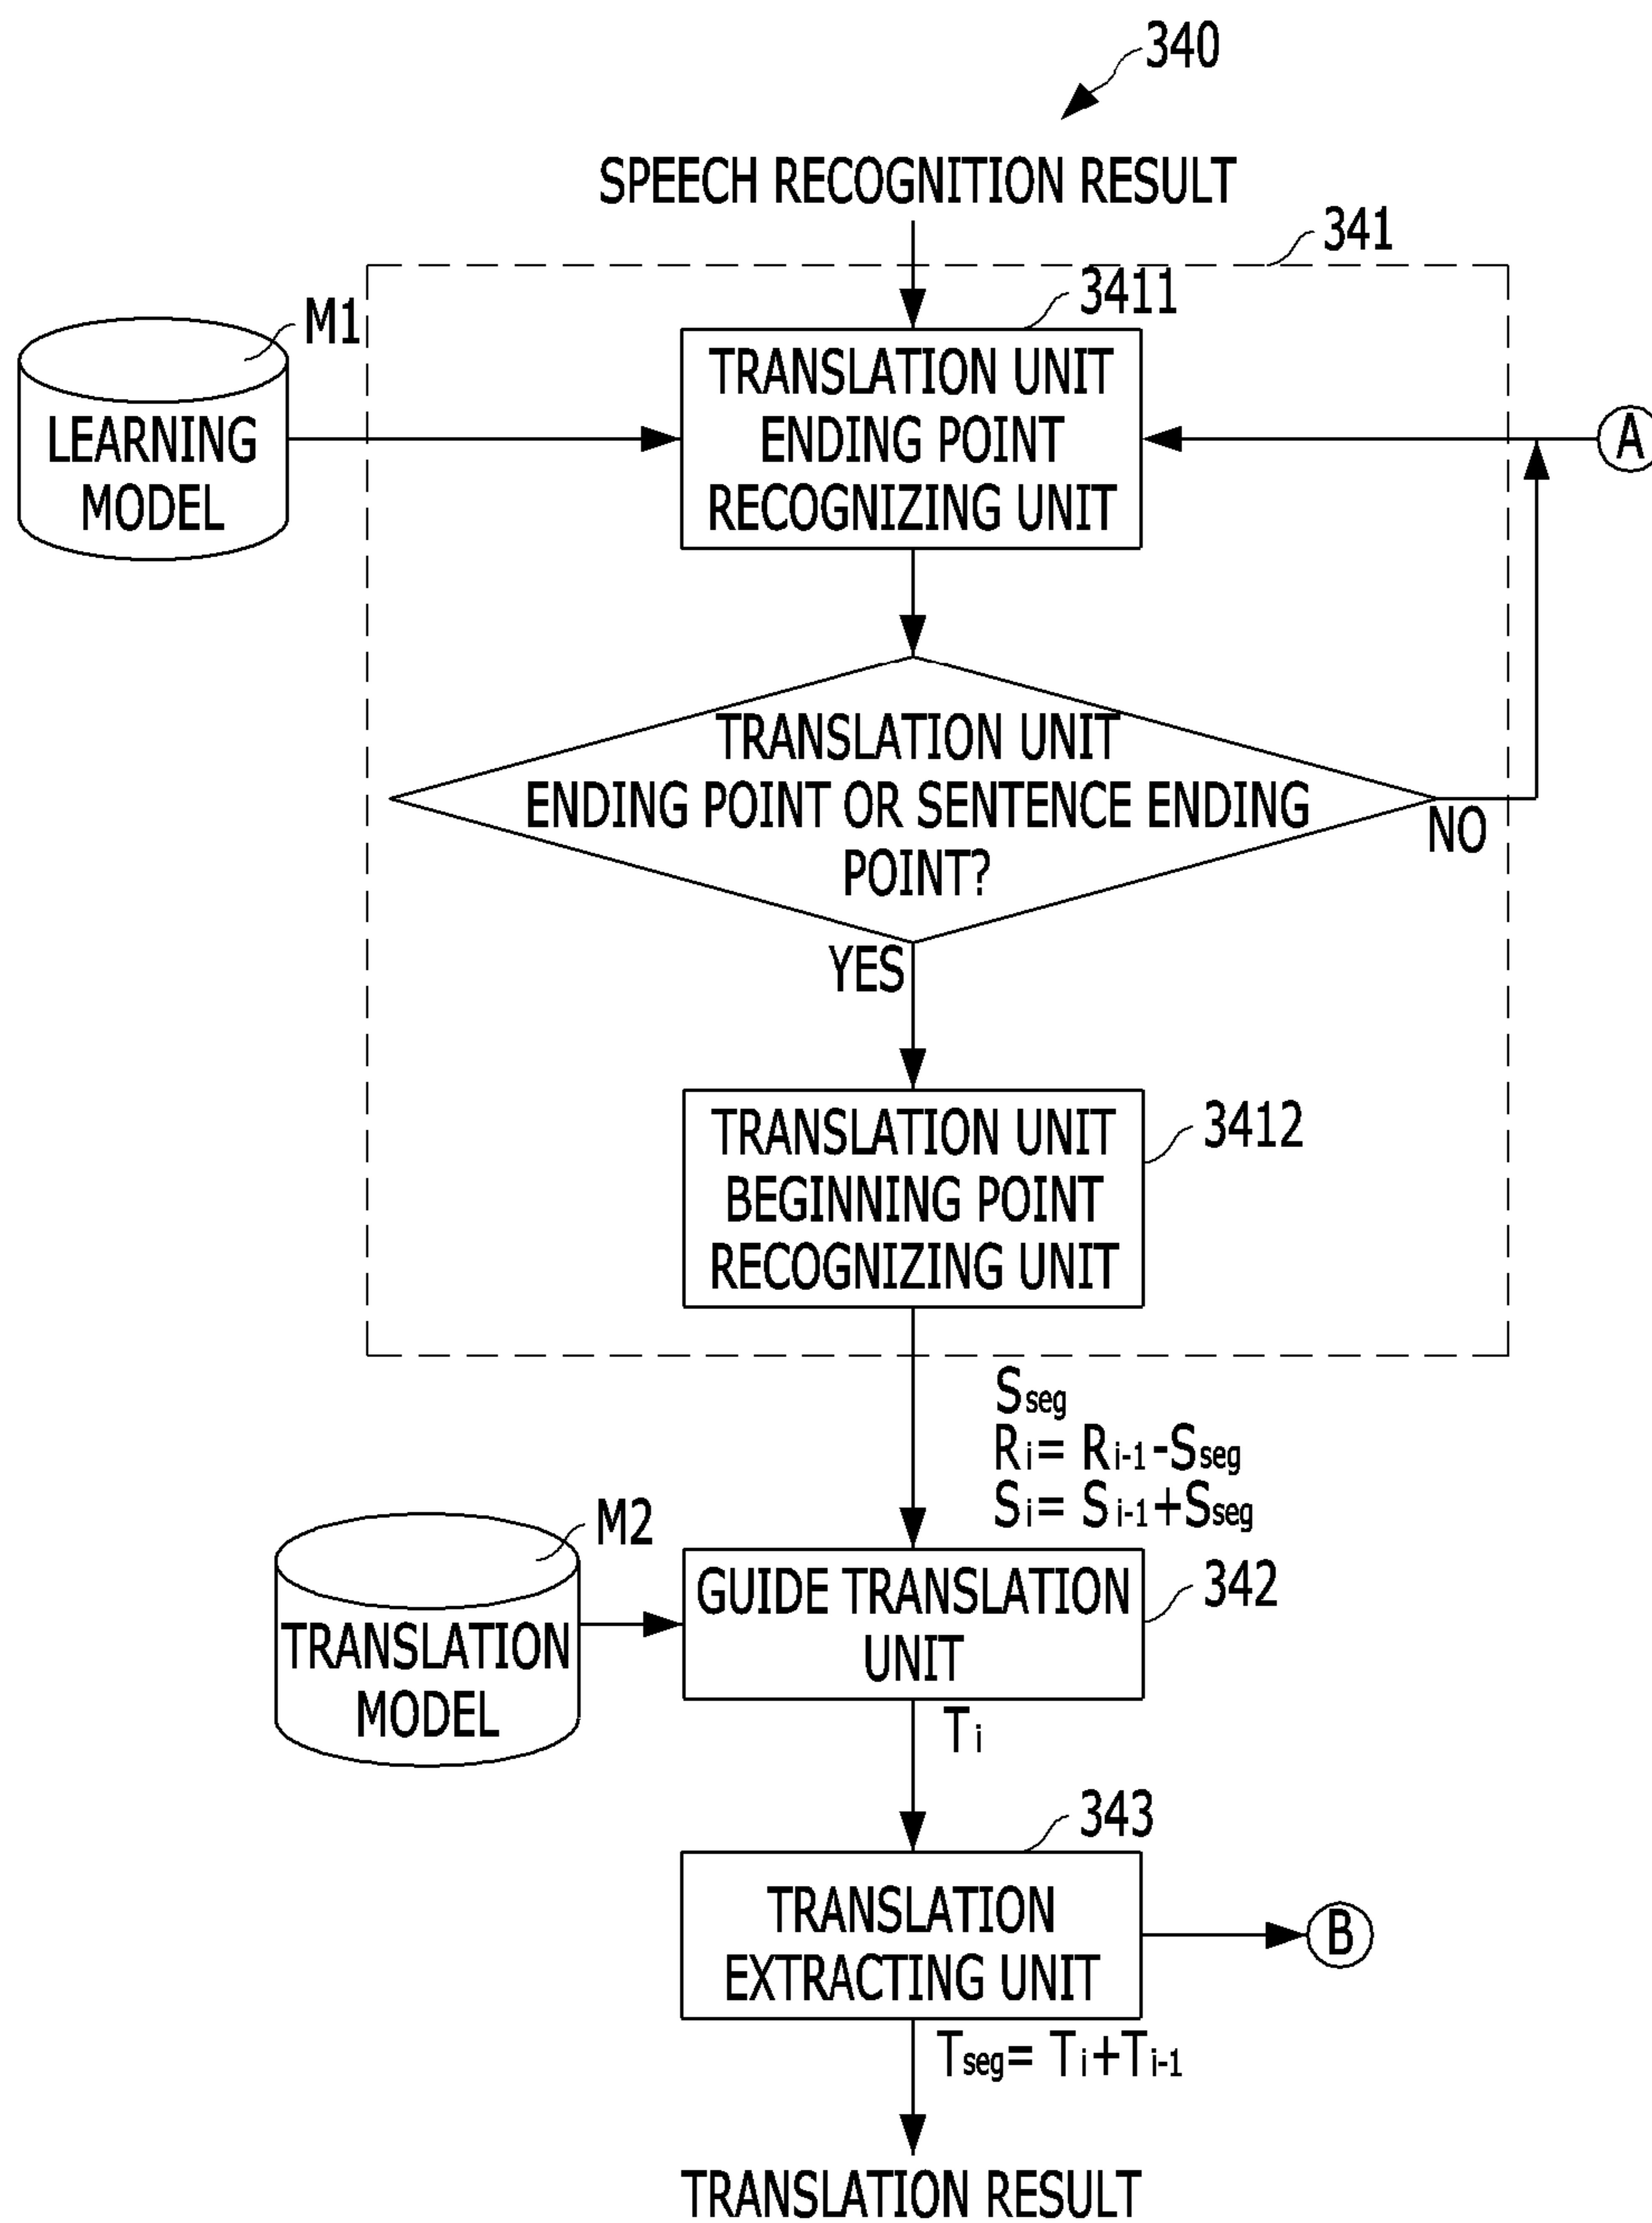 340
SPEECH RECOGNITION RESULT
341
3411
M1
LEARNING
MODEL
TRANSLATION UNIT
ENDING POINT
RECOGNIZING UNIT
A
TRANSLATION UNIT
ENDING POINT OR SENTENCE ENDING
POINT?
NO
YES
TRANSLATION UNIT
BEGINNING POINT
RECOGNIZING UNIT
3412
Sseg
Ri= Ri-1-Sseg
Si= Si-1+Sseg
M2
TRANSLATION
MODEL
GUIDE TRANSLATION
UNIT
342
Ti
343
TRANSLATION
EXTRACTING UNIT
B
Tseg= Ti+Ti-1
TRANSLATION RESULT